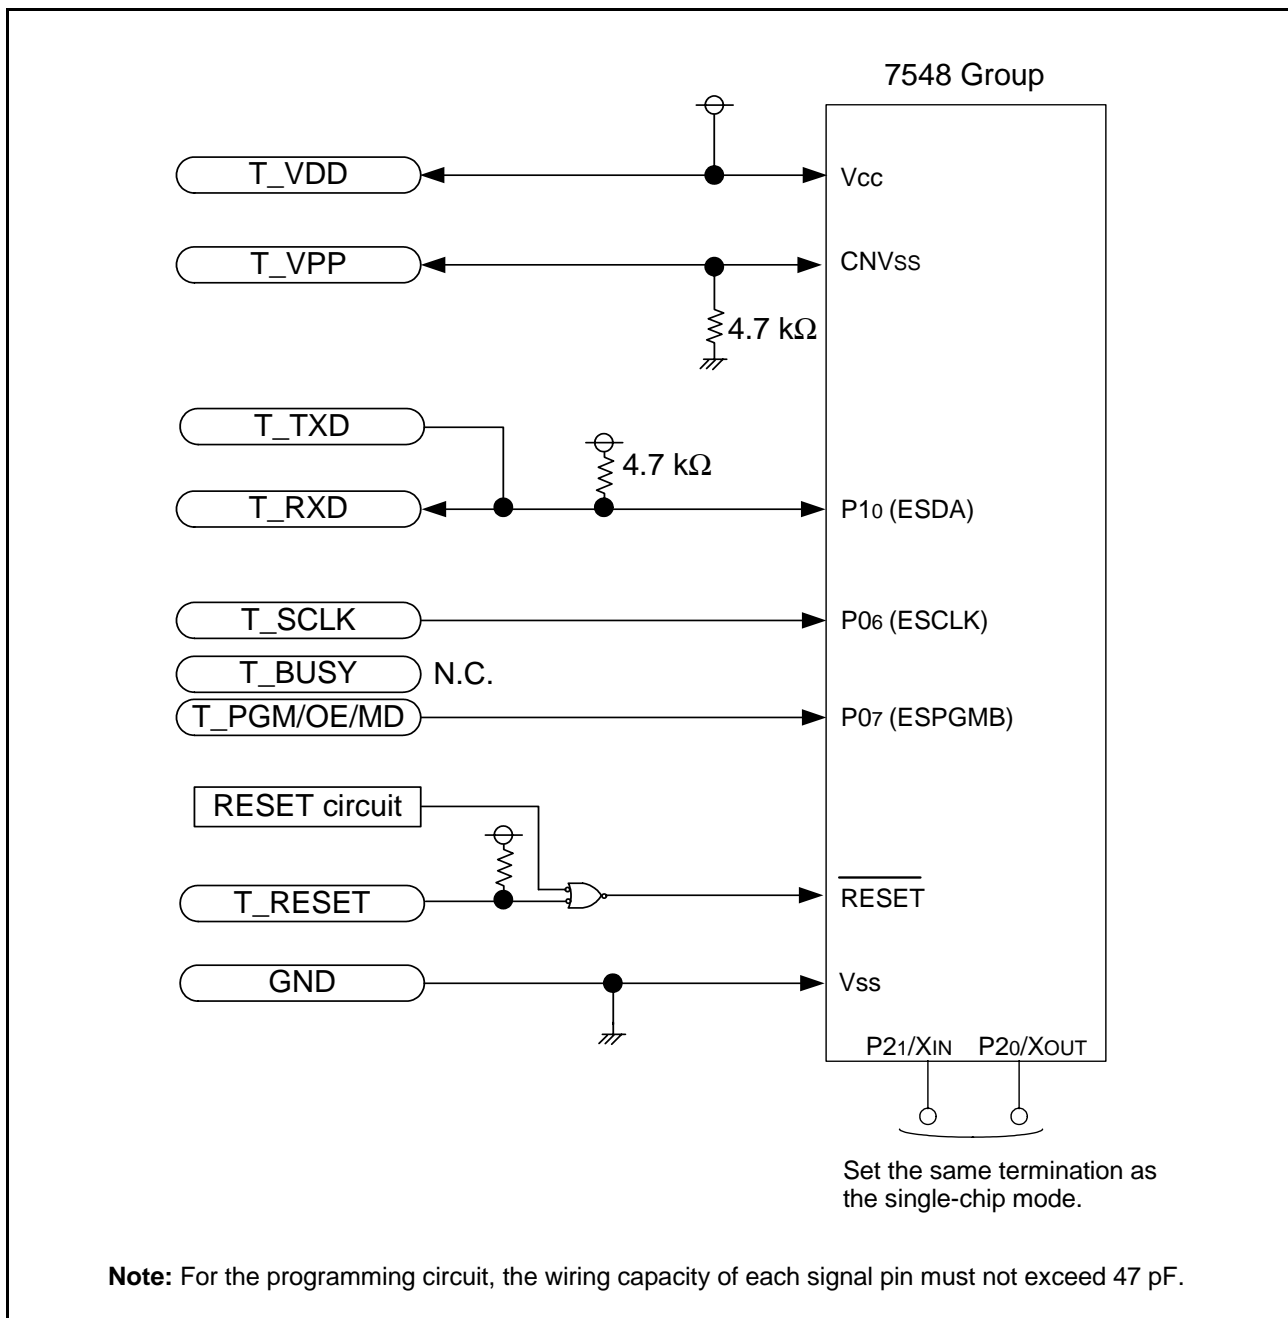 7548 Group
T_VDD
Vcc
T_VPP
CNVss
4.7 kΩ
T_TXD
4.7 kΩ
T_RXD
P10 (ESDA)
T_SCLK
P06 (ESCLK)
T_BUSY N.C.
T_PGM/OE/MD
P07 (ESPGMB)
RESET circuit
T_RESET
RESET
GND
Vss
P21/XIN P20/XOUT
Set the same termination as
the single-chip mode.
Note: For the programming circuit, the wiring capacity of each signal pin must not exceed 47 pF.